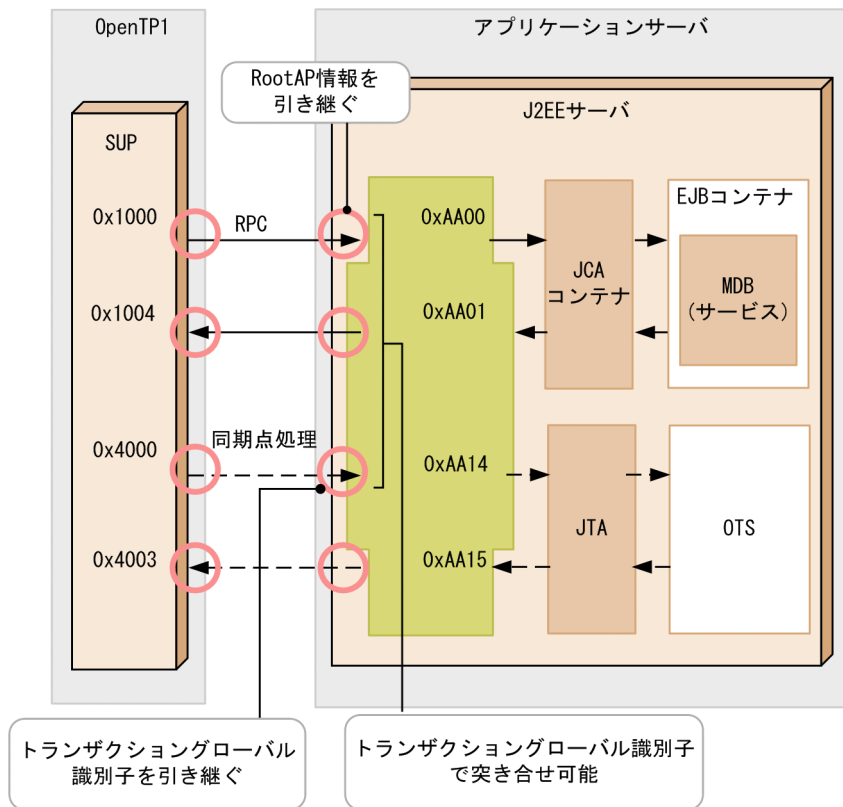 OpenTP1
アプリケーションサーバ
RootAP情報を
引き継ぐ
J2EEサーバ
SUP
0x1000
RPC
0xAA00
EJBコンテナ
JCA
コンテナ
MDB
(サービス)
0x1004
0xAA01
0x4000
同期点処理
0xAA14
JTA
OTS
0x4003
0xAA15
トランザクショングローバル
識別子を引き継ぐ
トランザクショングローバル識別子
で突き合せ可能